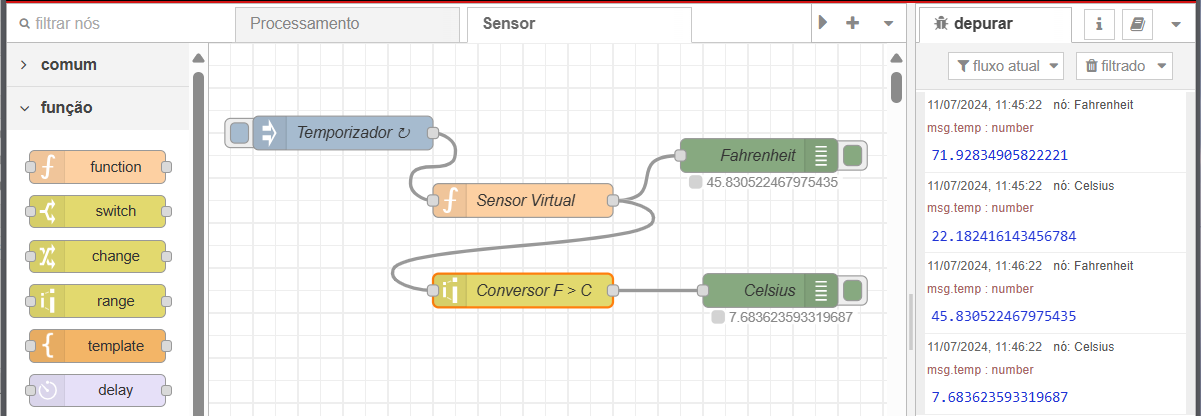 filtrar nós
Processamento
Sensor
depurar
comum
função
function
switch
change
range
template
delay
Temporizador ↻
Sensor Virtual
Fahrenheit
45.830522467975435
Conversor F > C
Celsius
7.683623593319687
fluxo atual
filtrado
11/07/2024, 11:45:22 nó: Fahrenheit
msg.temp : number
71.92834905822221
11/07/2024, 11:45:22 nó: Celsius
msg.temp : number
22.182416143456784
11/07/2024, 11:46:22 nó: Fahrenheit
msg.temp : number
45.830522467975435
11/07/2024, 11:46:22 nó: Celsius
msg.temp : number
7.683623593319687